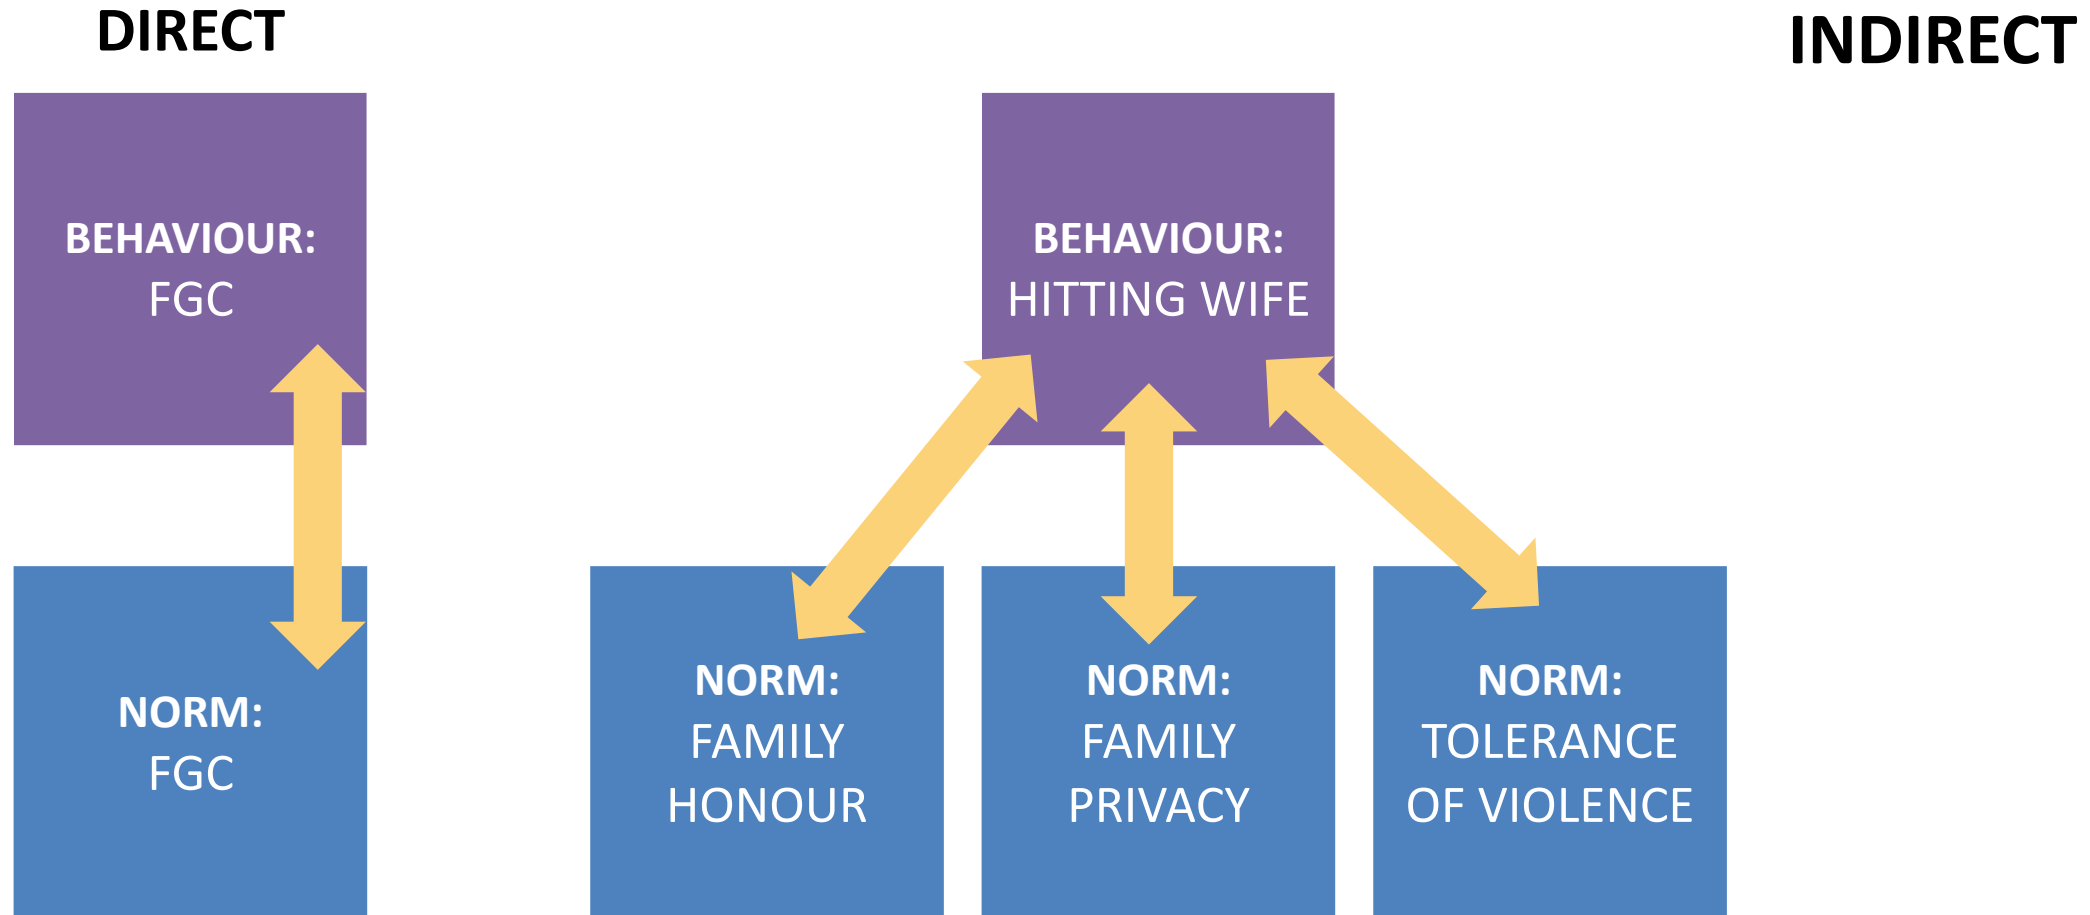 DIRECT
INDIRECT
BEHAVIOUR:
FGC
BEHAVIOUR:
HITTING WIFE
NORM:
FGC
NORM:
FAMILY
HONOUR
NORM:
FAMILY
PRIVACY
NORM:
TOLERANCE
OF VIOLENCE